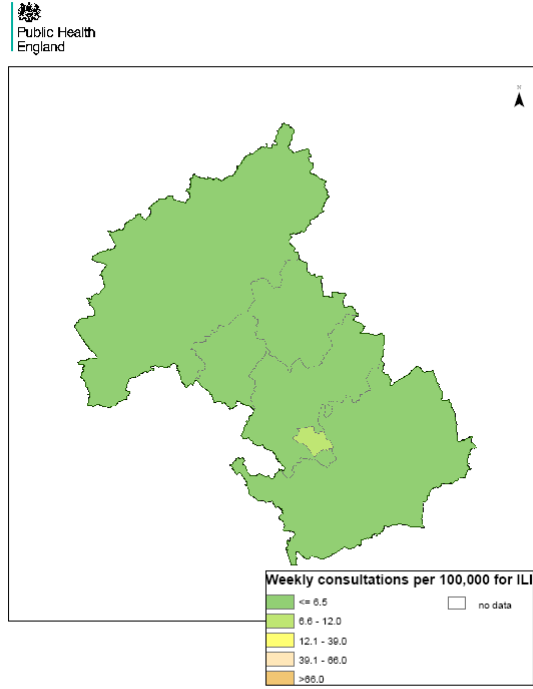 Public Health
England
N
Weekly consultations per 100,000 for ILI
<= 6.5
no data
6.6 - 12.0
12.1 - 39.0
39.1 - 66.0
>66.0